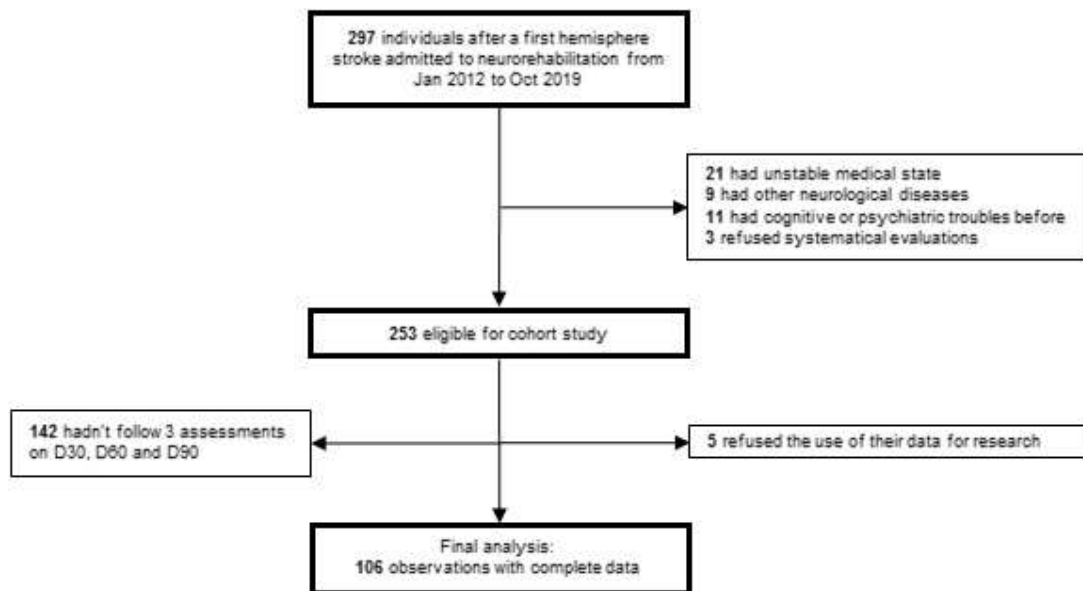 297 individuals after a first hemisphere
stroke admitted to neurorehabilitation from
Jan 2012 to Oct 2019
21 had unstable medical state
9 had other neurological diseases
11 had cognitive or psychiatric troubles before
3 refused systematical evaluations
253 eligible for cohort study
142 hadn't follow 3 assessments
on D30, D60 and D90
5 refused the use of their data for research
Final analysis:
106 observations with complete data